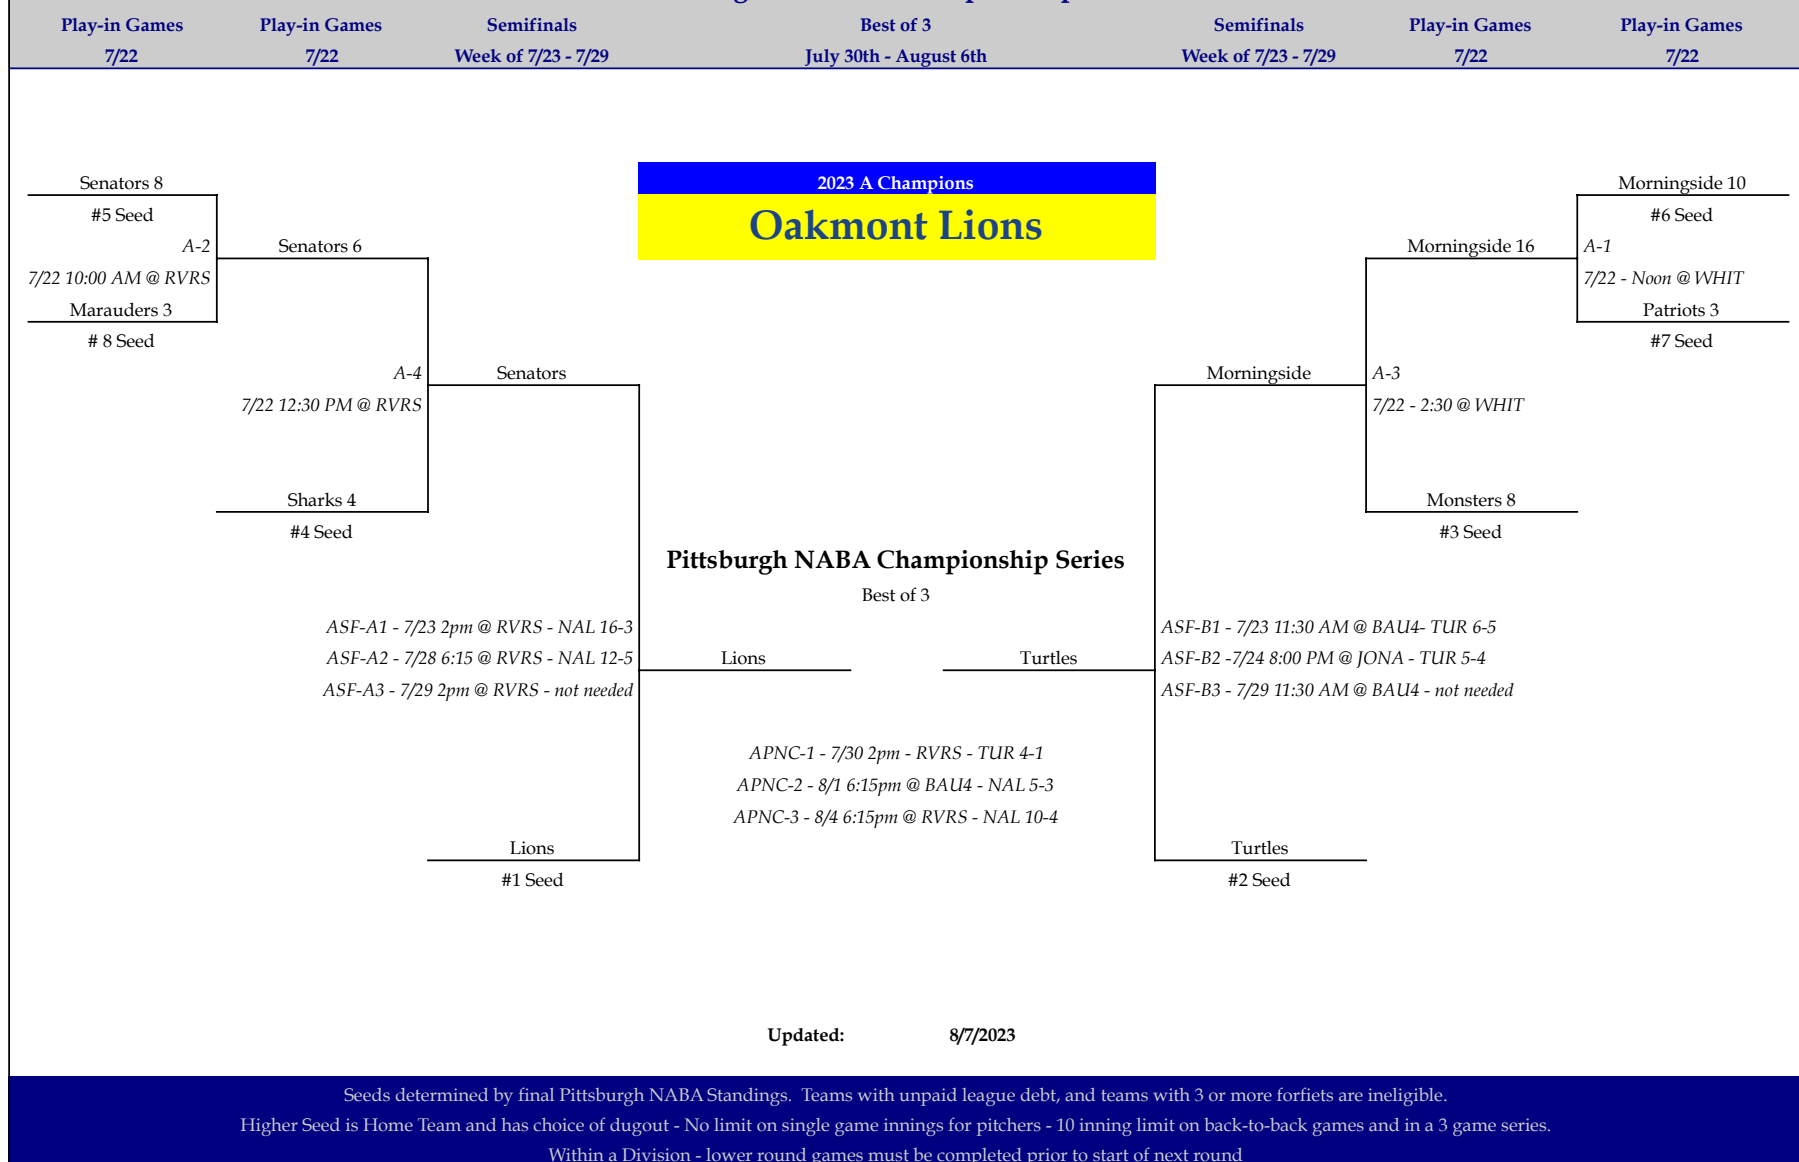 Play-in Games Play-in Games Semifinals Best of 3 Semifinals Play-in Games Play-in Games
7/22 7/22 Week of 7/23 - 7/29 July 30th - August 6th Week of 7/23 - 7/29 7/22 7/22
Senators 8 2023 A Champions Morningside 10
#5 Seed Oakmont Lions #6 Seed
A-2 Senators 6 Morningside 16 A-1
7/22 10:00 AM @ RVRS 7/22 - Noon @ WHIT
Marauders 3 Patriots 3
# 8 Seed #7 Seed
A-4 Senators Morningside A-3
7/22 12:30 PM @ RVRS 7/22 - 2:30 @ WHIT
Sharks 4 Monsters 8
#4 Seed #3 Seed
Pittsburgh NABA Championship Series
Best of 3
ASF-A1 - 7/23 2pm @ RVRS - NAL 16-3 ASF-B1 - 7/23 11:30 AM @ BAU4- TUR 6-5
ASF-A2 - 7/28 6:15 @ RVRS - NAL 12-5 Lions Turtles ASF-B2 -7/24 8:00 PM @ JONA - TUR 5-4
ASF-A3 - 7/29 2pm @ RVRS - not needed ASF-B3 - 7/29 11:30 AM @ BAU4 - not needed
APNC-1 - 7/30 2pm - RVRS - TUR 4-1
APNC-2 - 8/1 6:15pm @ BAU4 - NAL 5-3
APNC-3 - 8/4 6:15pm @ RVRS - NAL 10-4
Lions Turtles
#1 Seed #2 Seed
Updated: 8/7/2023
Seeds determined by final Pittsburgh NABA Standings. Teams with unpaid league debt, and teams with 3 or more forfiets are ineligible.
Higher Seed is Home Team and has choice of dugout - No limit on single game innings for pitchers - 10 inning limit on back-to-back games and in a 3 game series.
Within a Division - lower round games must be completed prior to start of next round